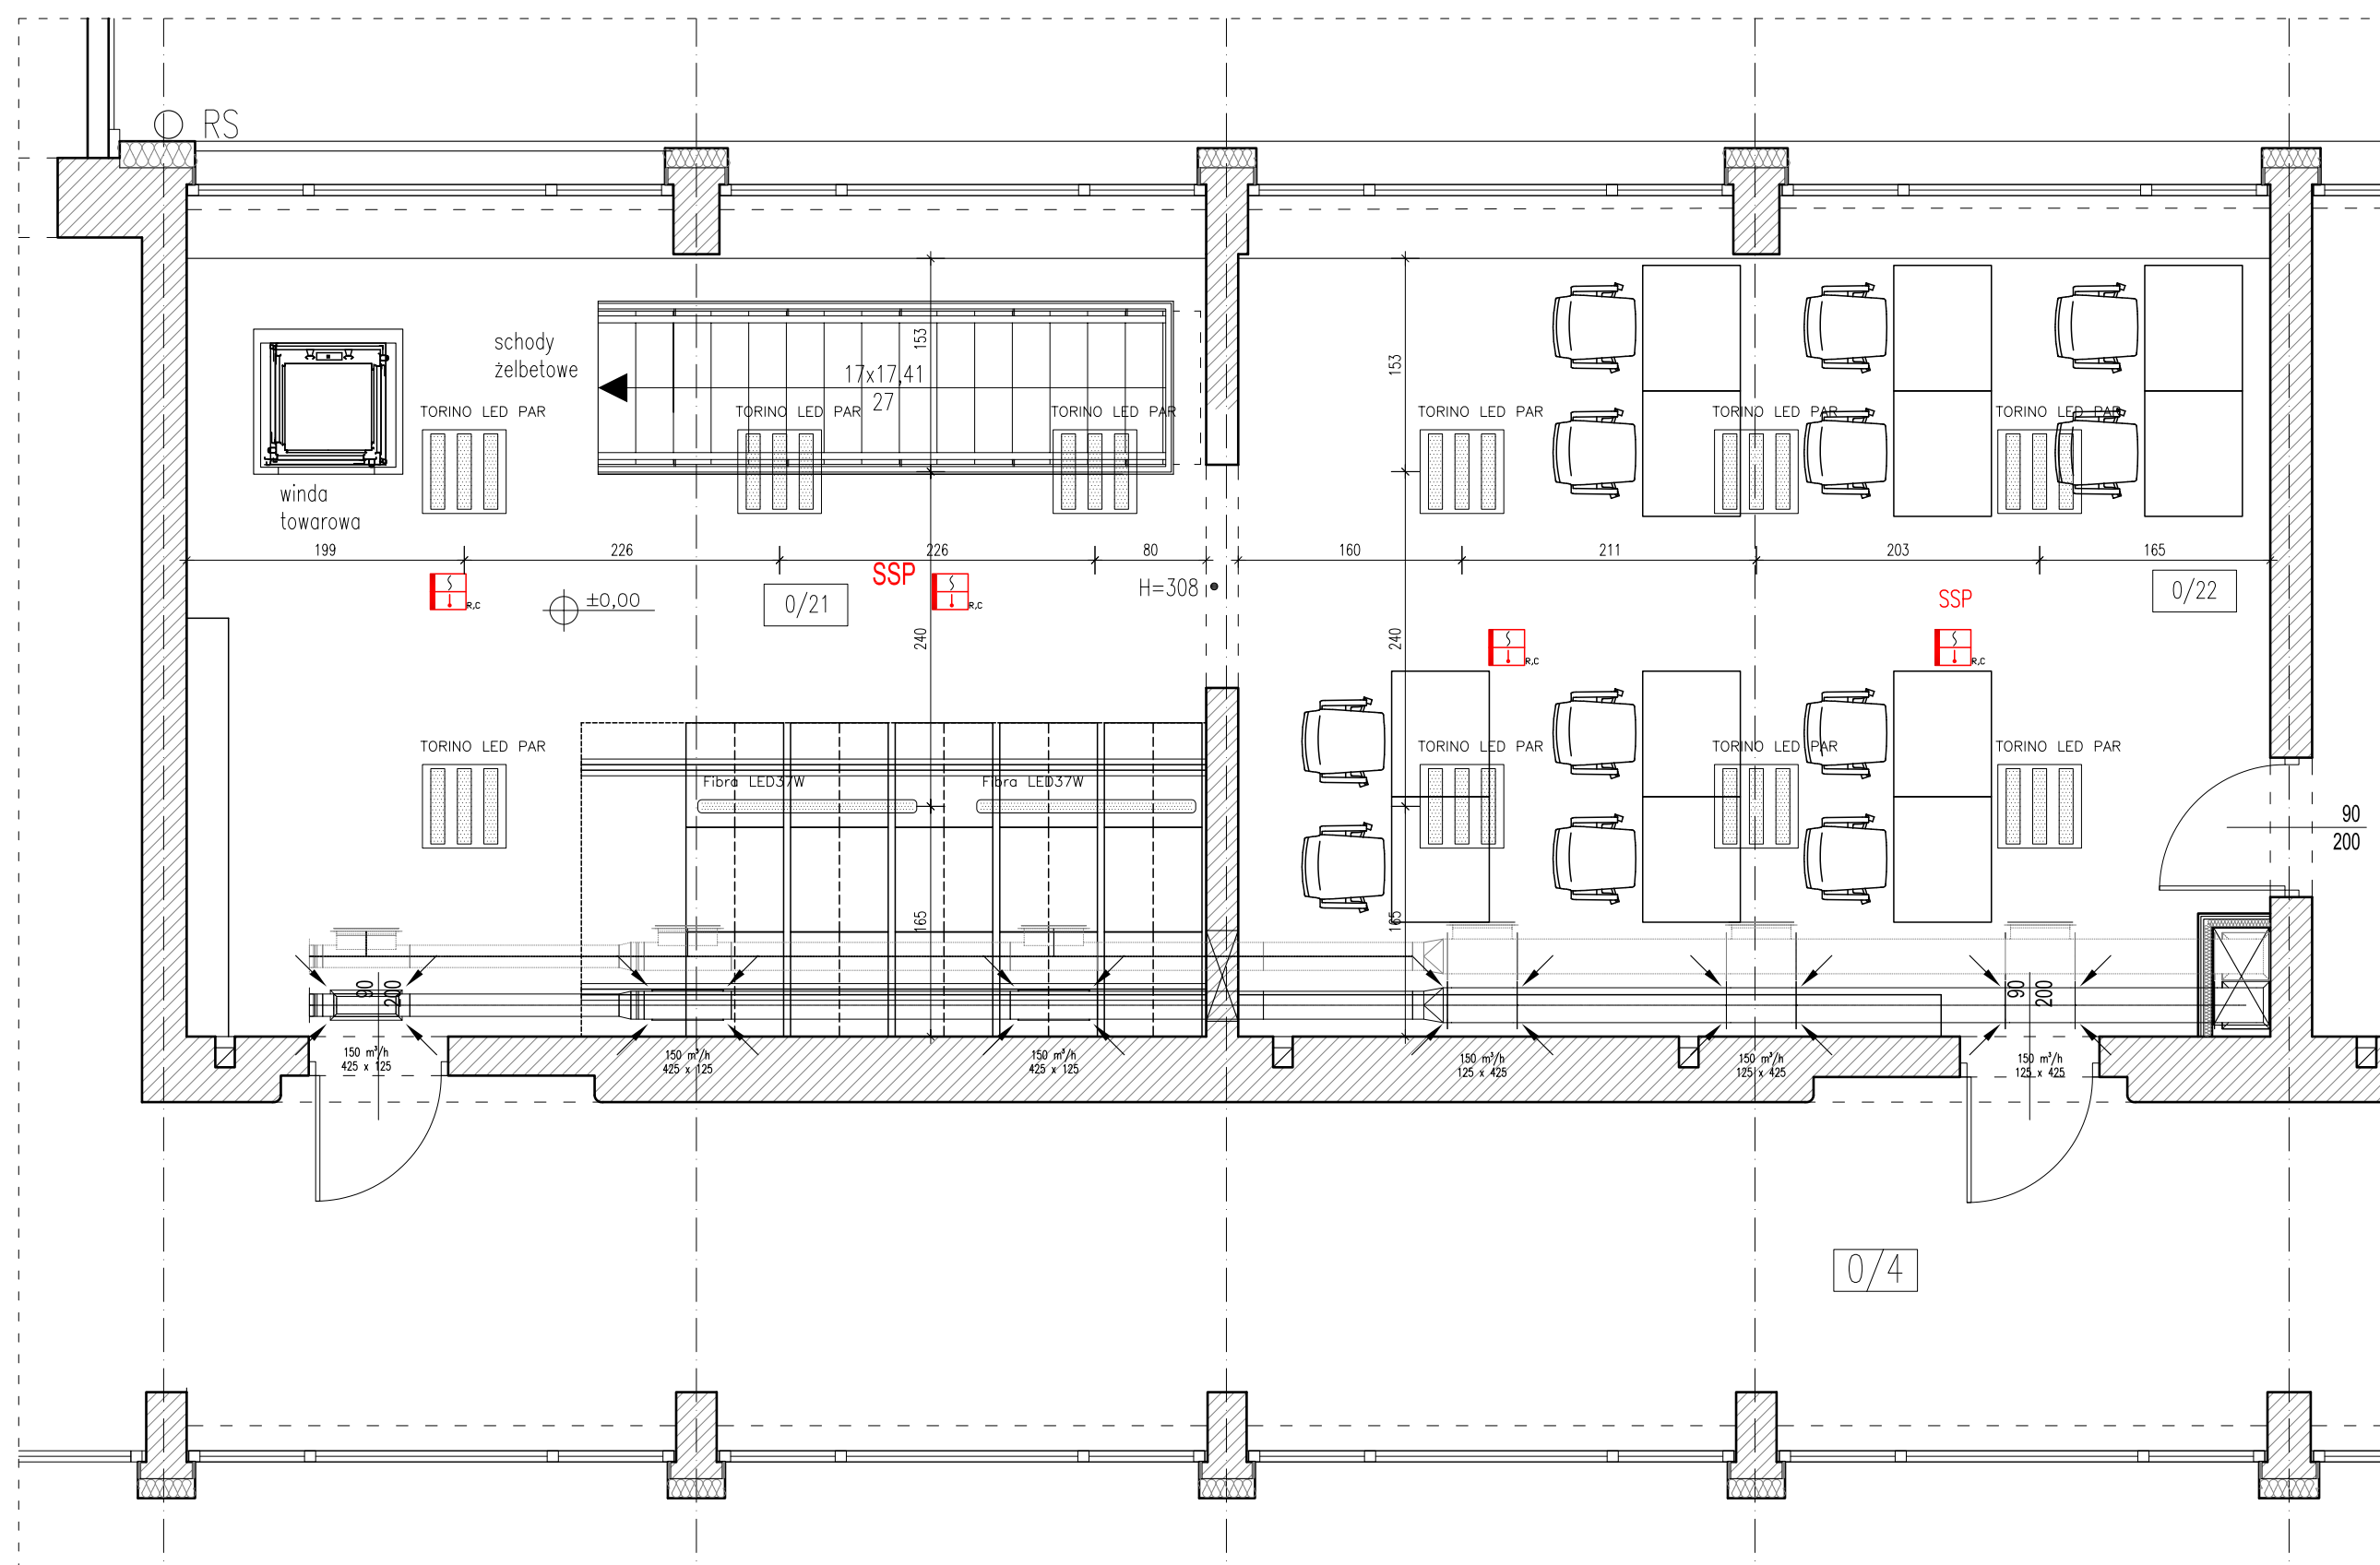 RS
schody
żelbetowe
17x17,41
27
153
153
TORINO LED PAR
TORINO LED PAR
TORINO LED PAR
TORINO LED PAR
TORINO LED PAR
TORINO LED PAR
winda
towarowa
199
226
226
80
160
211
203
165
SSP
R,C
±0,00
0/21
R,C
H=308
SSP
0/22
240
240
R,C
R,C
TORINO LED PAR
TORINO LED PAR
TORINO LED PAR
TORINO LED PAR
Fibra LED37W
Fibra LED37W
90
200
165
165
90
200
90
200
150 m³/h
425 x 125
150 m³/h
425 x 125
150 m³/h
425 x 125
150 m³/h
125 x 425
150 m³/h
125 x 425
150 m³/h
125 x 425
0/4